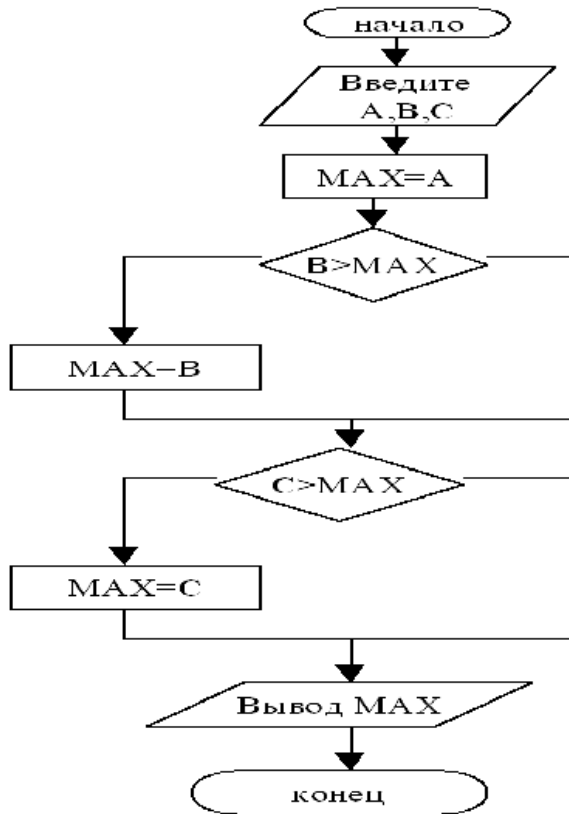 начало
Введите
A,B,C
MAX=A
B>MAX
MAX=B
C>MAX
MAX=C
Вывод MAX
конец